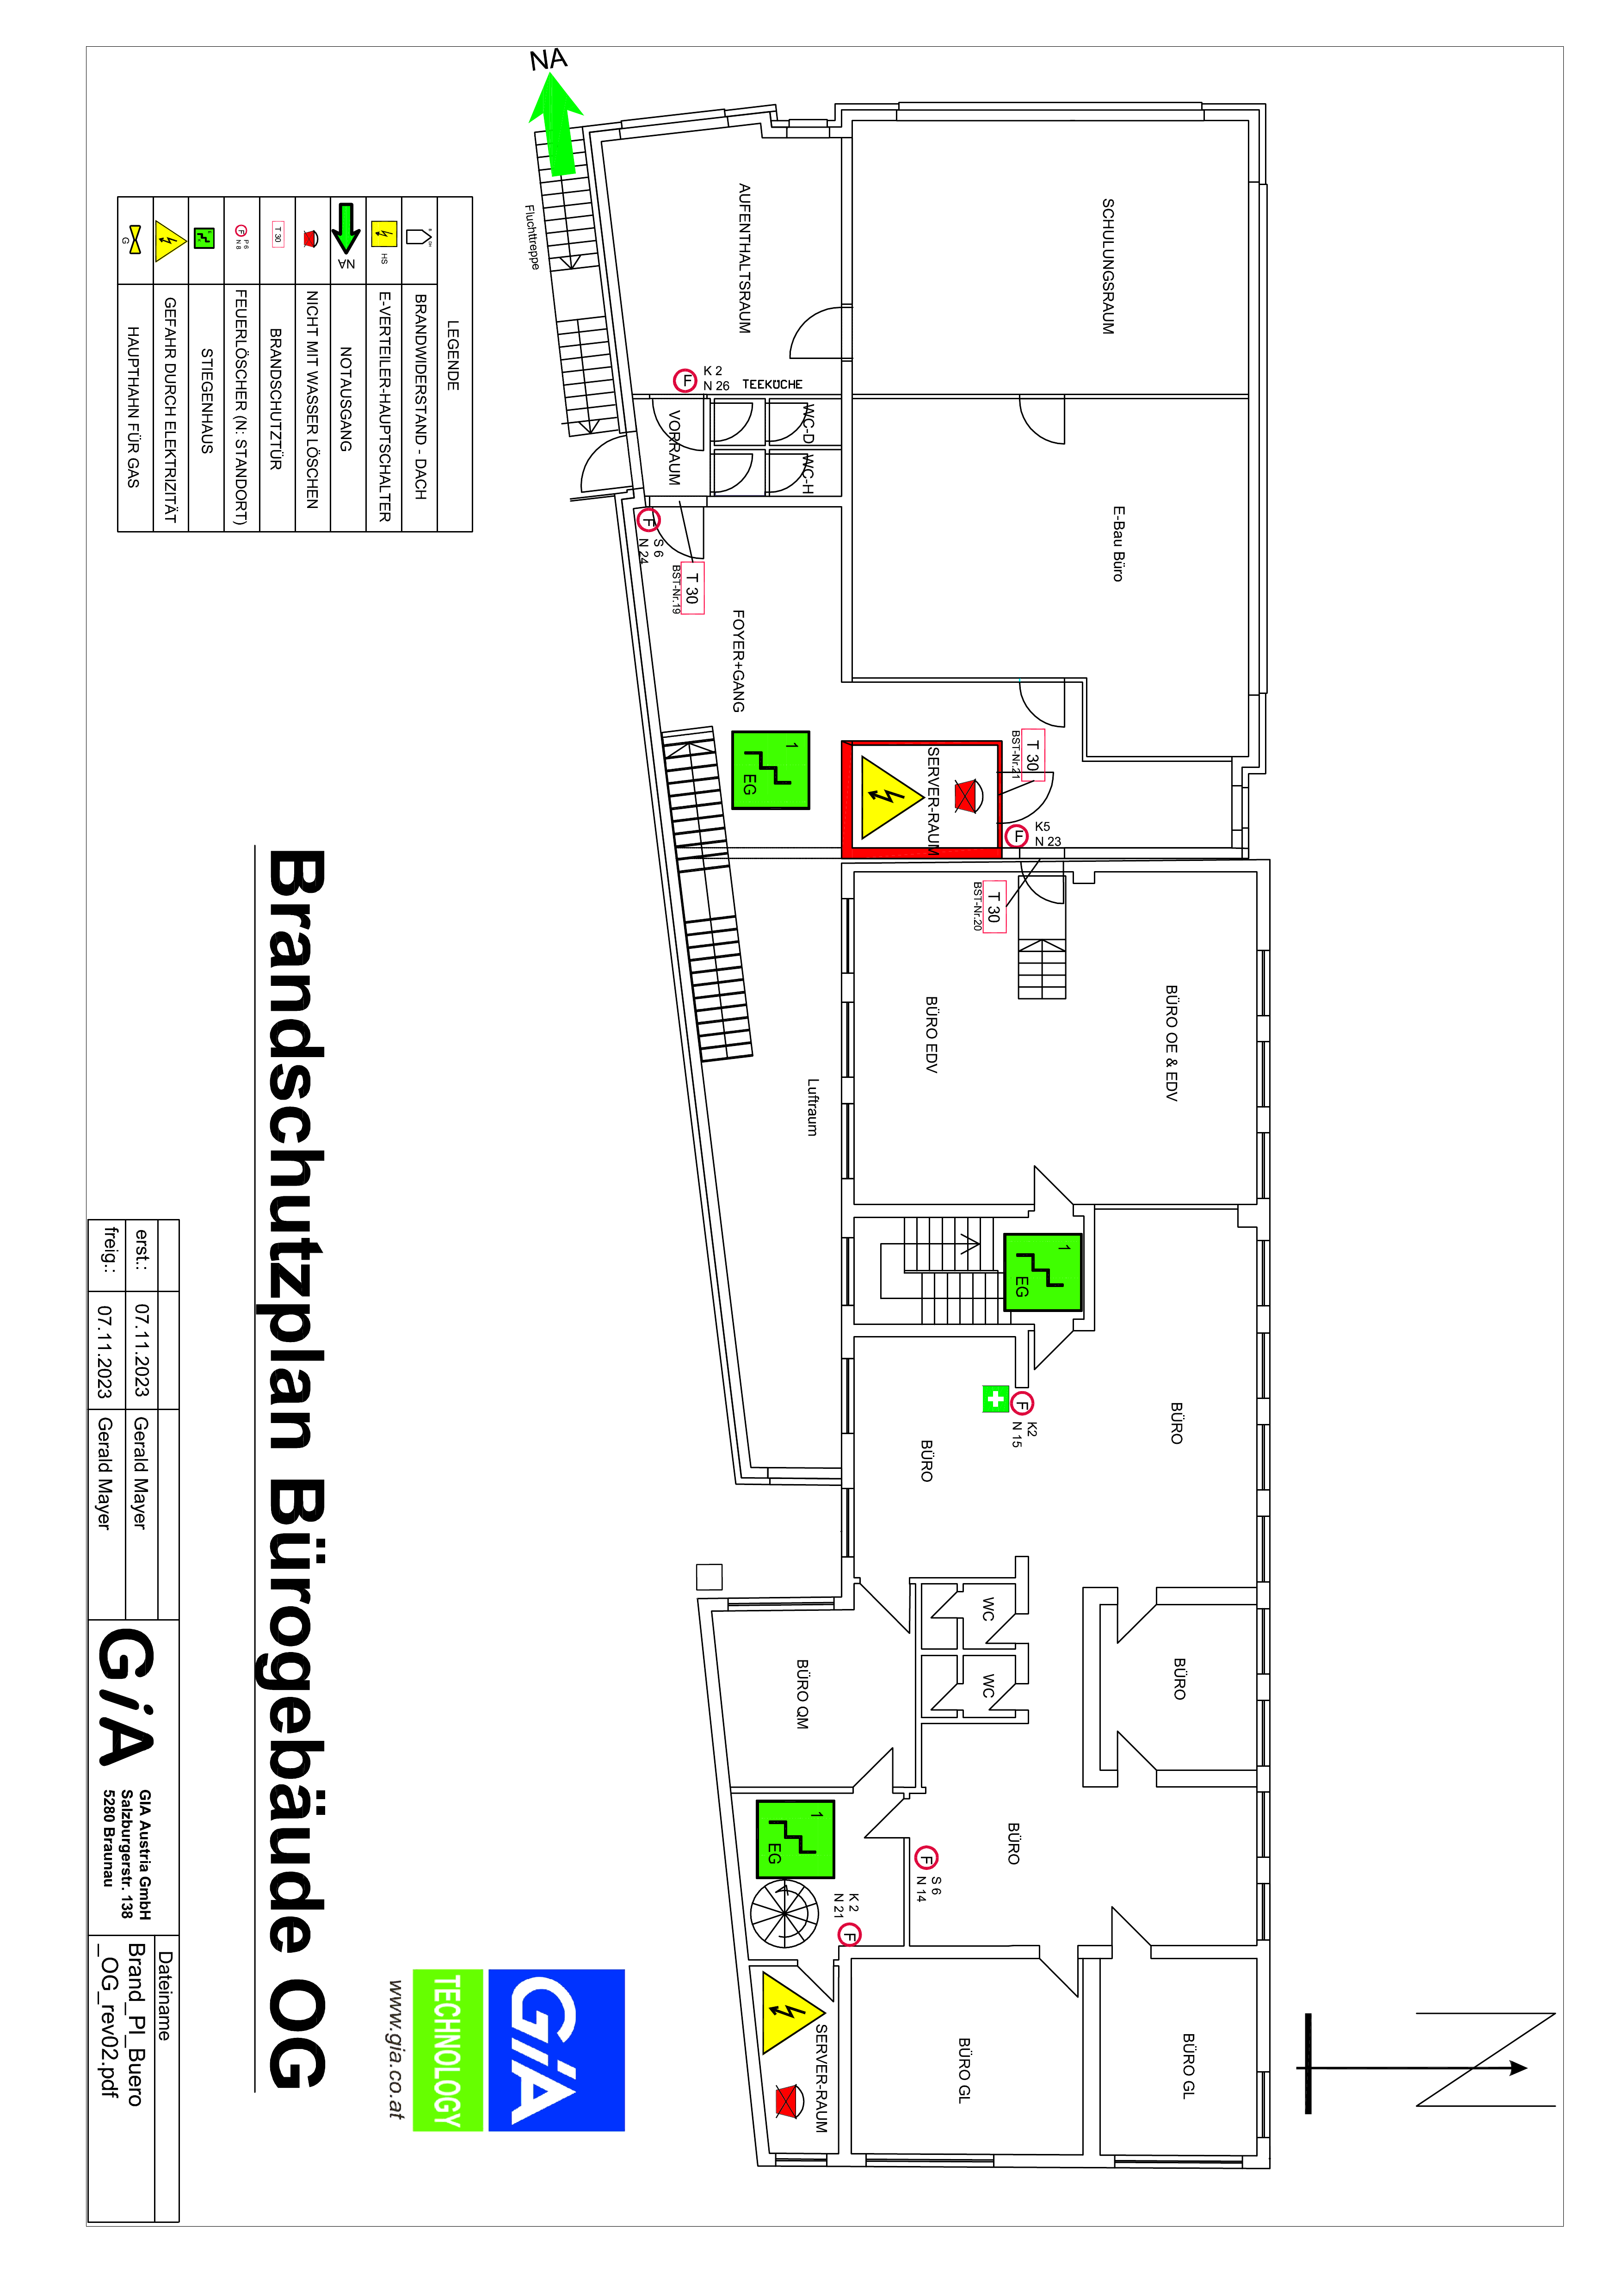 NA
Fluchttreppe
AUFENTHALTSRAUM
SCHULUNGSRAUM
K 2
N 26
TEEKÜCHE
VORRAUM
WC-D
WC-H
E-Bau Büro
F
F
S 6
N 24
T 30
BST-Nr.19
FOYER+GANG
1
EG
SERVER-RAUM
T 30
BST-Nr.21
F
K5
N 23
T 30
BST-Nr.20
BÜRO EDV
BÜRO OE & EDV
Luftraum
1
EG
F
K2
N 15
BÜRO
BÜRO
WC
WC
BÜRO
BÜRO QM
BÜRO
1
EG
F
S 6
N 14
K 2
N 21
F
SERVER-RAUM
BÜRO GL
BÜRO GL
N
LEGENDE
BRANDWIDERSTAND - DACH
HS
E-VERTEILER-HAUPTSCHALTER
NA
NOTAUSGANG
NICHT MIT WASSER LÖSCHEN
T 30
BRANDSCHUTZTÜR
F
P 6
N 8
FEUERLÖSCHER (N: STANDORT)
STIEGENHAUS
GEFAHR DURCH ELEKTRIZITÄT
G
HAUPTHAHN FÜR GAS
Brandschutzplan Bürogebäude OG
GiA
TECHNOLOGY
www.gia.co.at
erst.: 07.11.2023 Gerald Mayer
freig.: 07.11.2023 Gerald Mayer
GiA
GIA Austria GmbH
Salzburgerstr. 138
5280 Braunau
Dateiname
Brand_Pl_Buero
_OG_rev02.pdf